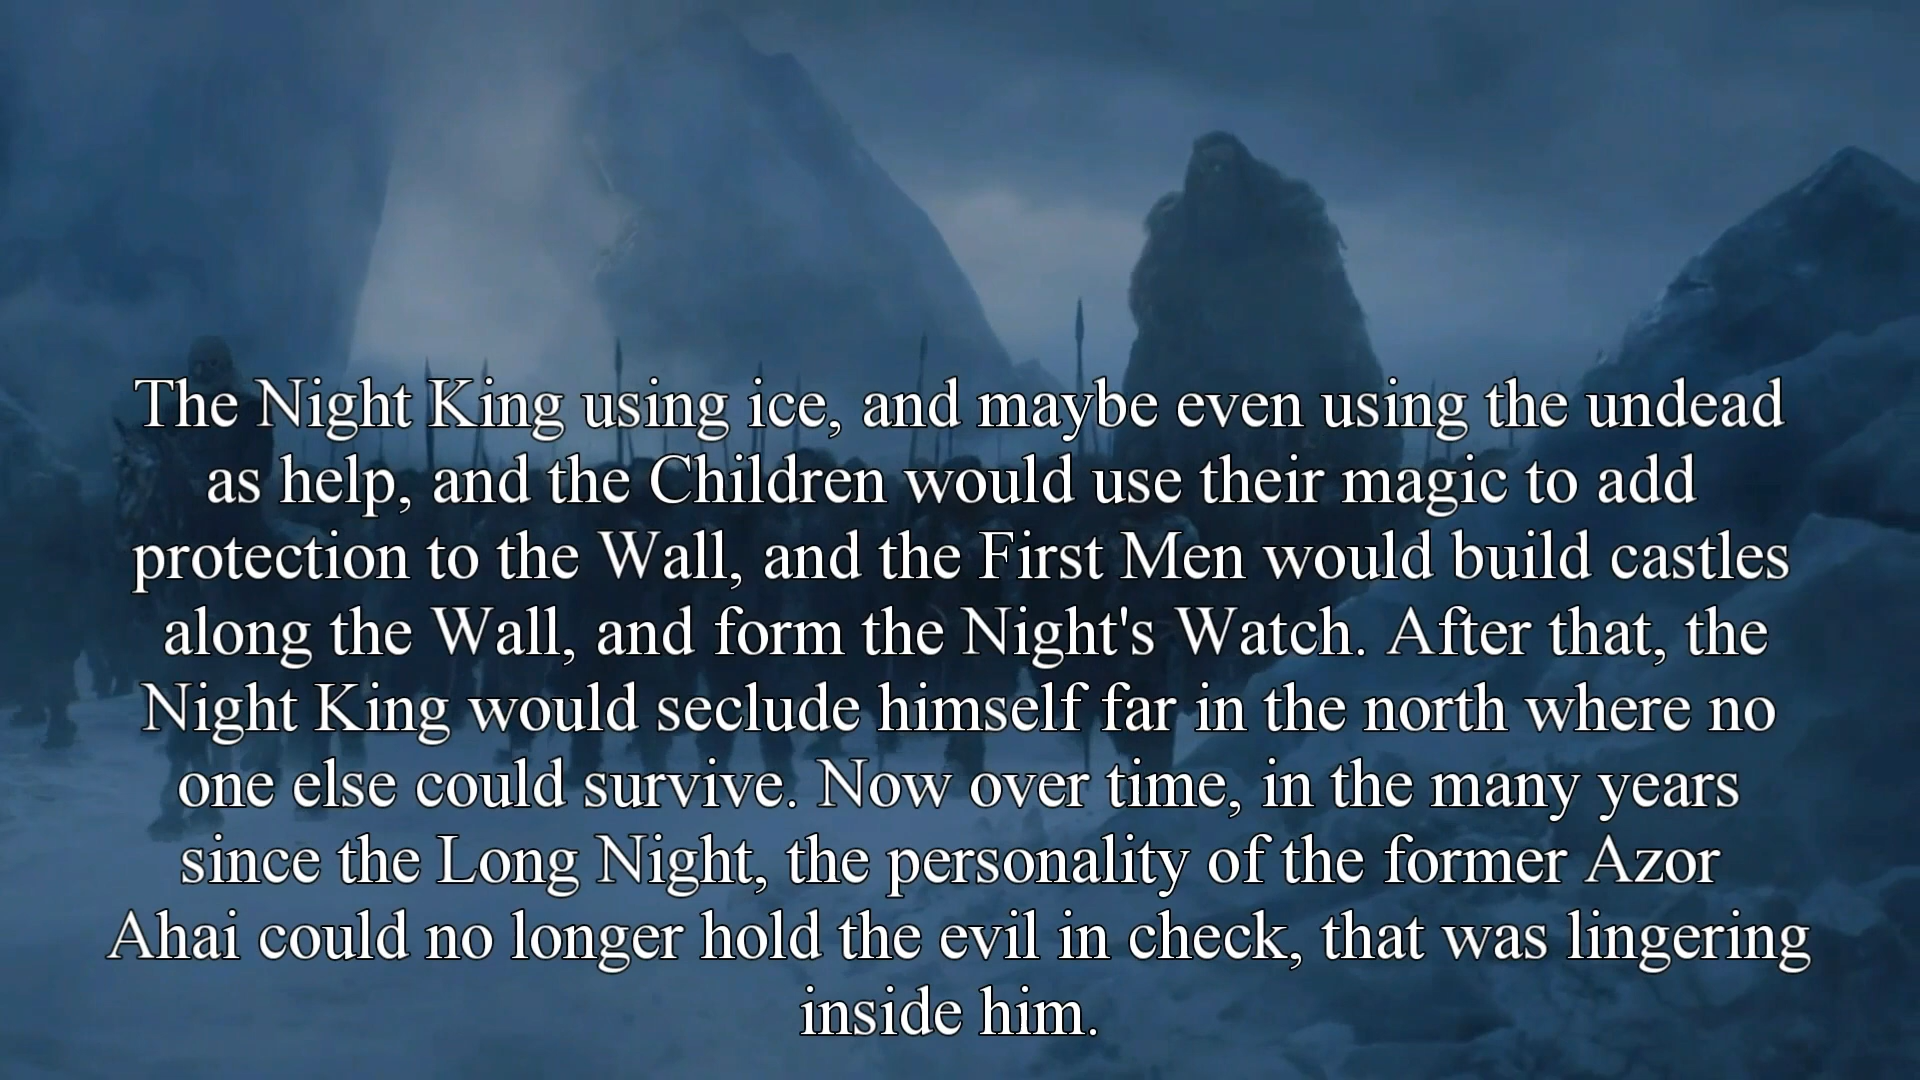 The Night King using ice, and maybe even using the undead
as help, and the Children would use their magic to add
protection to the Wall, and the First Men would build castles
along the Wall, and form the Night's Watch. After that, the
Night King would seclude himself far in the north where no
one else could survive. Now over time, in the many years
since the Long Night, the personality of the former Azor
Ahai could no longer hold the evil in check, that was lingering
inside him.